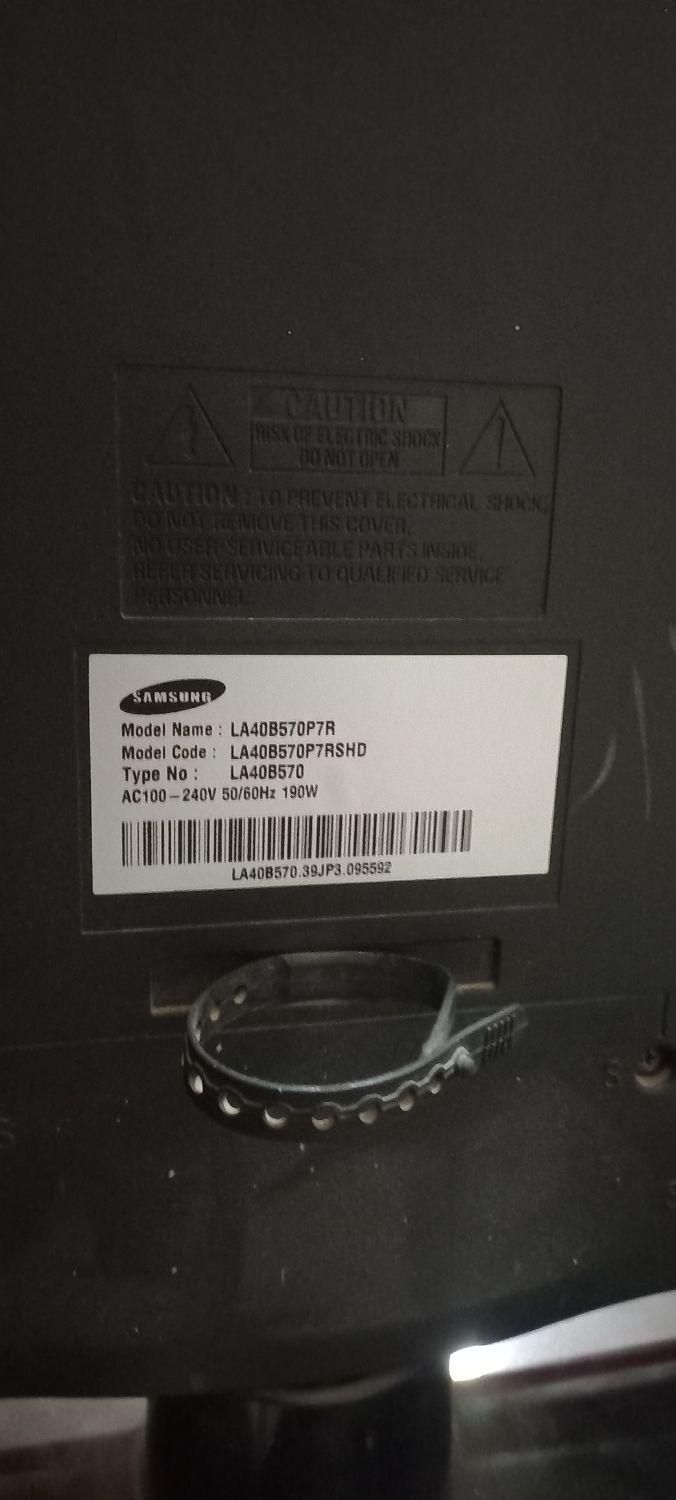 CAUTION
RISK OF ELECTRIC SHOCK
DO NOT OPEN
CAUTION : TO PREVENT ELECTRICAL SHOCK,
DO NOT REMOVE THIS COVER.
NO USER-SERVICEABLE PARTS INSIDE.
REFER SERVICING TO QUALIFIED SERVICE
PERSONNEL.
SAMSUNG
Model Name : LA40B570P7R
Model Code : LA40B570P7RSHD
Type No : LA40B570
AC100–240V 50/60Hz 190W
LA40B570.39JP3.095592
S